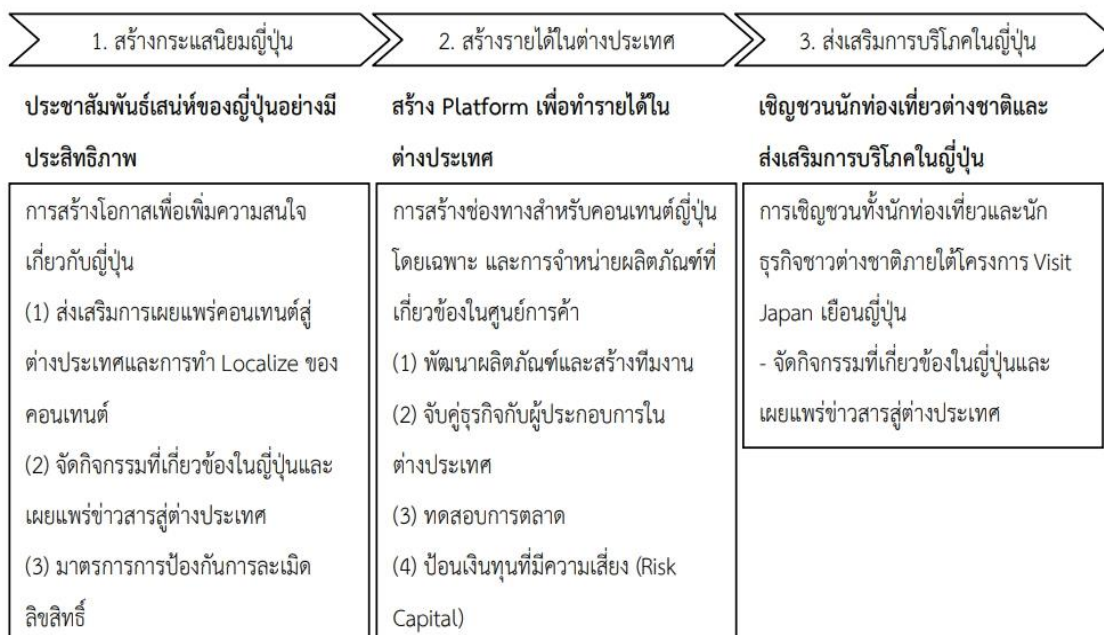 1. สร้างกระแสนิยมญี่ปุ่น
2. สร้างรายได้ในต่างประเทศ
3. ส่งเสริมการบริโภคในญี่ปุ่น
ประชาสัมพันธ์เสน่ห์ของญี่ปุ่นอย่างมี
ประสิทธิภาพ
การสร้างโอกาสเพื่อเพิ่มความสนใจ
เกี่ยวกับญี่ปุ่น
(1) ส่งเสริมการเผยแพร่คอนเทนต์สู่
ต่างประเทศและการทำ Localize ของ
คอนเทนต์
(2) จัดกิจกรรมที่เกี่ยวข้องในญี่ปุ่นและ
เผยแพร่ข่าวสารสู่ต่างประเทศ
(3) มาตรการการป้องกันการละเมิด
ลิขสิทธิ์
สร้าง Platform เพื่อทำรายได้ใน
ต่างประเทศ
การสร้างช่องทางสำหรับคอนเทนต์ญี่ปุ่น
โดยเฉพาะ และการจำหน่ายผลิตภัณฑ์ที่
เกี่ยวข้องในศูนย์การค้า
(1) พัฒนาผลิตภัณฑ์และสร้างทีมงาน
(2) จับคู่ธุรกิจกับผู้ประกอบการใน
ต่างประเทศ
(3) ทดสอบการตลาด
(4) ป้อนเงินทุนที่มีความเสี่ยง (Risk
Capital)
เชิญชวนนักท่องเที่ยวต่างชาติและ
ส่งเสริมการบริโภคในญี่ปุ่น
การเชิญชวนทั้งนักท่องเที่ยวและนัก
ธุรกิจชาวต่างชาติภายใต้โครงการ Visit
Japan เยือนญี่ปุ่น
- จัดกิจกรรมที่เกี่ยวข้องในญี่ปุ่นและ
เผยแพร่ข่าวสารสู่ต่างประเทศ